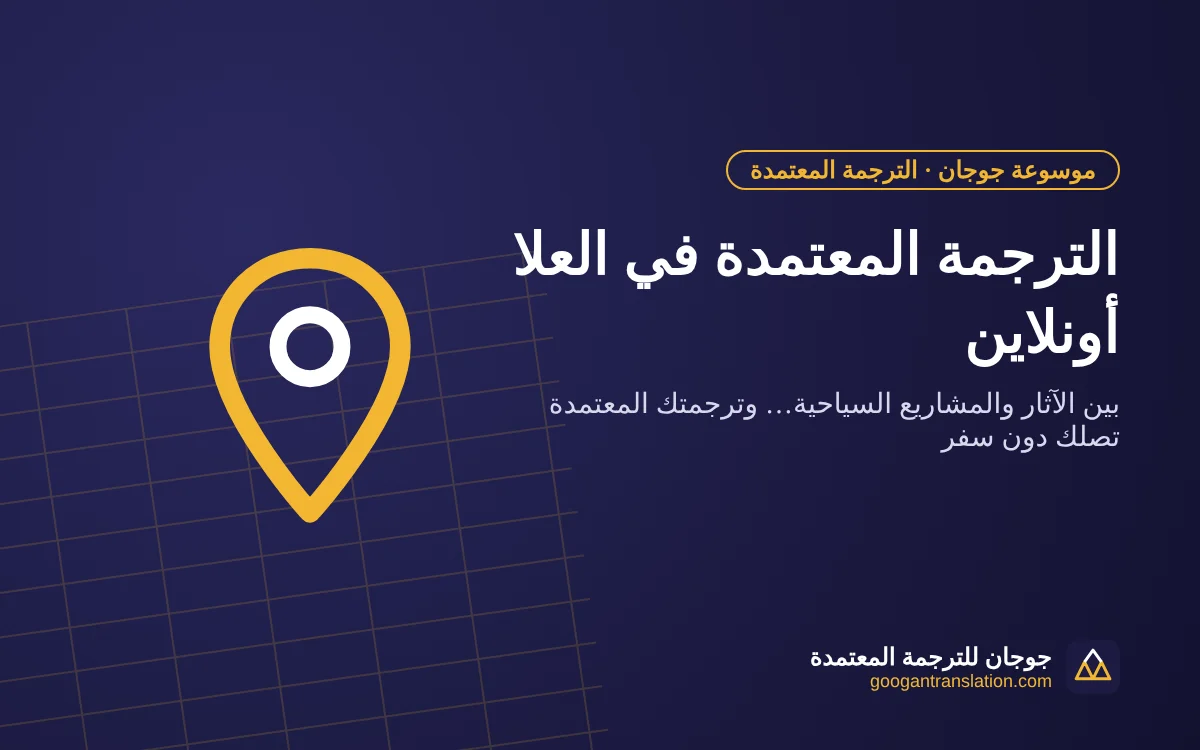 موسوعة جوجان · الترجمة المعتمدة
الترجمة المعتمدة في العلا
أونلاين
بين الآثار والمشاريع السياحية... وترجمتك المعتمدة
تصلك دون سفر
جوجان للترجمة المعتمدة
googantranslation.com